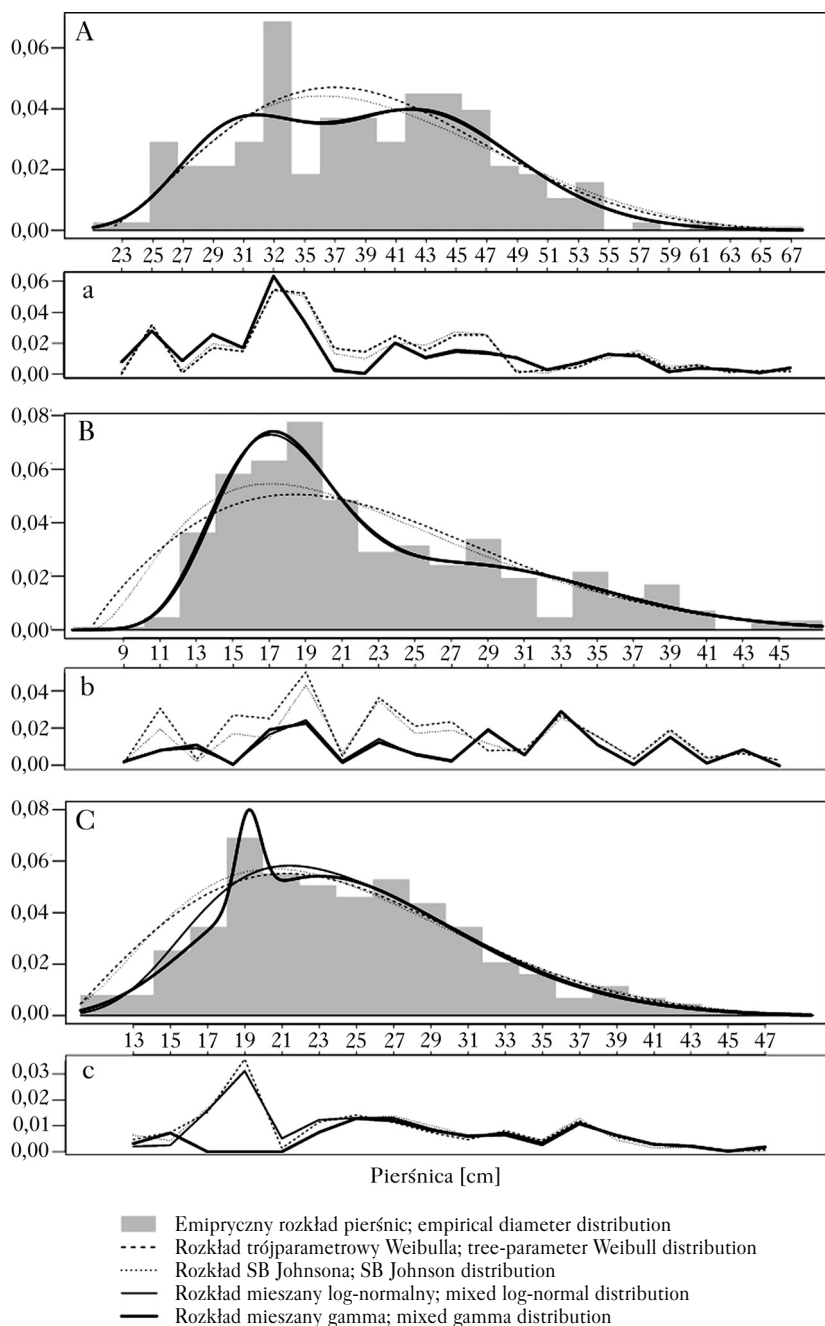 A
0,06
0,04
0,02
0,00
23 25 27 29 31 33 35 37 39 41 43 45 47 49 51 53 55 57 59 61 63 65 67
a
0,06
0,04
0,02
0,00
B
0,08
0,06
0,04
0,02
0,00
9 11 13 15 17 19 21 23 25 27 29 31 33 35 37 39 41 43 45
b
0,04
0,02
0,00
C
0,08
0,06
0,04
0,02
0,00
13 15 17 19 21 23 25 27 29 31 33 35 37 39 41 43 45 47
c
0,03
0,02
0,01
0,00
Pierśnica [cm]
Emipryczny rozkład pierśnic; empirical diameter distribution
Rozkład trójparametrowy Weibulla; tree-parameter Weibull distribution
Rozkład SB Johnsona; SB Johnson distribution
Rozkład mieszany log-normalny; mixed log-normal distribution
Rozkład mieszany gamma; mixed gamma distribution